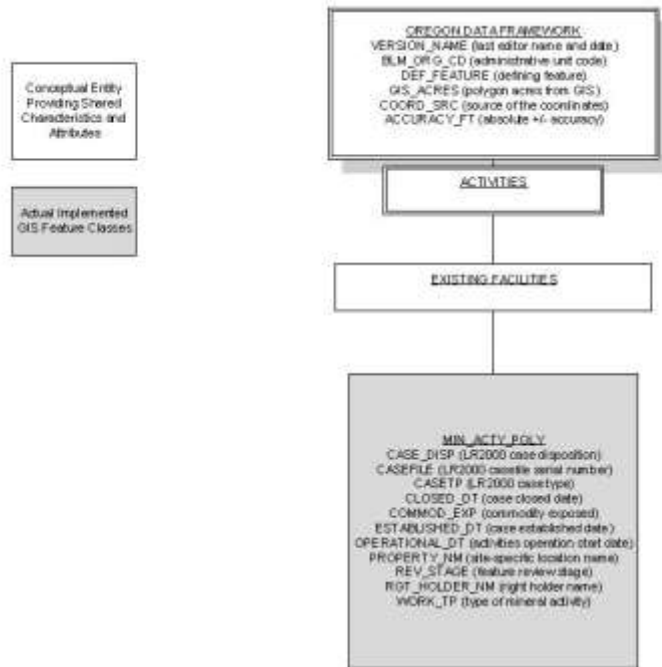 OREGON DATA FRAMEWORK
VERSION_NAME (last editor name and date)
BLM_ORG_CD (administrative unit code)
DEF_FEATURE (defining feature)
GIS_ACRES (polygon acres from GIS)
COORD_SRC (source of the coordinates)
ACCURACY_FT (absolute +/- accuracy)
Conceptual Entity
Providing Shared
Characteristics and
Attributes
Actual Implemented
GIS Feature Classes
ACTIVITIES
EXISTING FACILITIES
MIN_ACTY_POLY
CASE_DISP (LR2000 case disposition)
CASEFILE (LR2000 casefile serial number)
CASETP (LR2000 casetype)
CLOSED_DT (case closed date)
COMMOD_EXP (commodity exposed)
ESTABLISHED_DT (case established date)
OPERATIONAL_DT (activities operation start date)
PROPERTY_NM (site-specific location name)
REV_STAGE (feature review stage)
RGT_HOLDER_NM (right holder name)
WORK_TP (type of mineral activity)